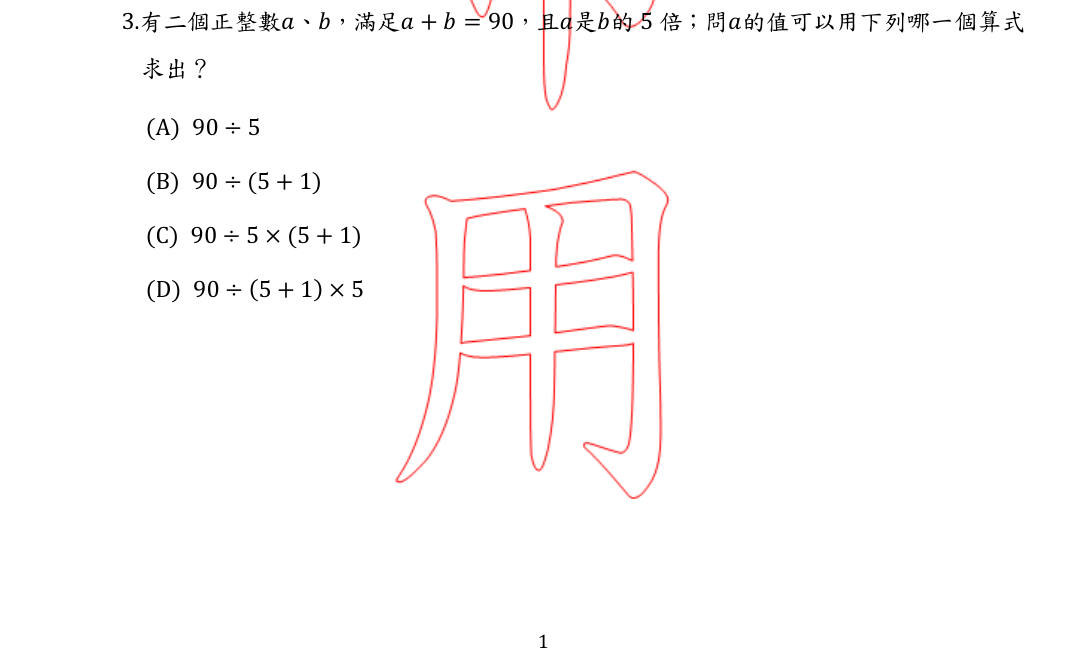 3.有二個正整數a、b，滿足a + b = 90，且a是b的 5 倍；問a的值可以用下列哪一個算式
求出？
(A) 90 ÷ 5
(B) 90 ÷ (5 + 1)
(C) 90 ÷ 5 × (5 + 1)
(D) 90 ÷ (5 + 1) × 5
用
1